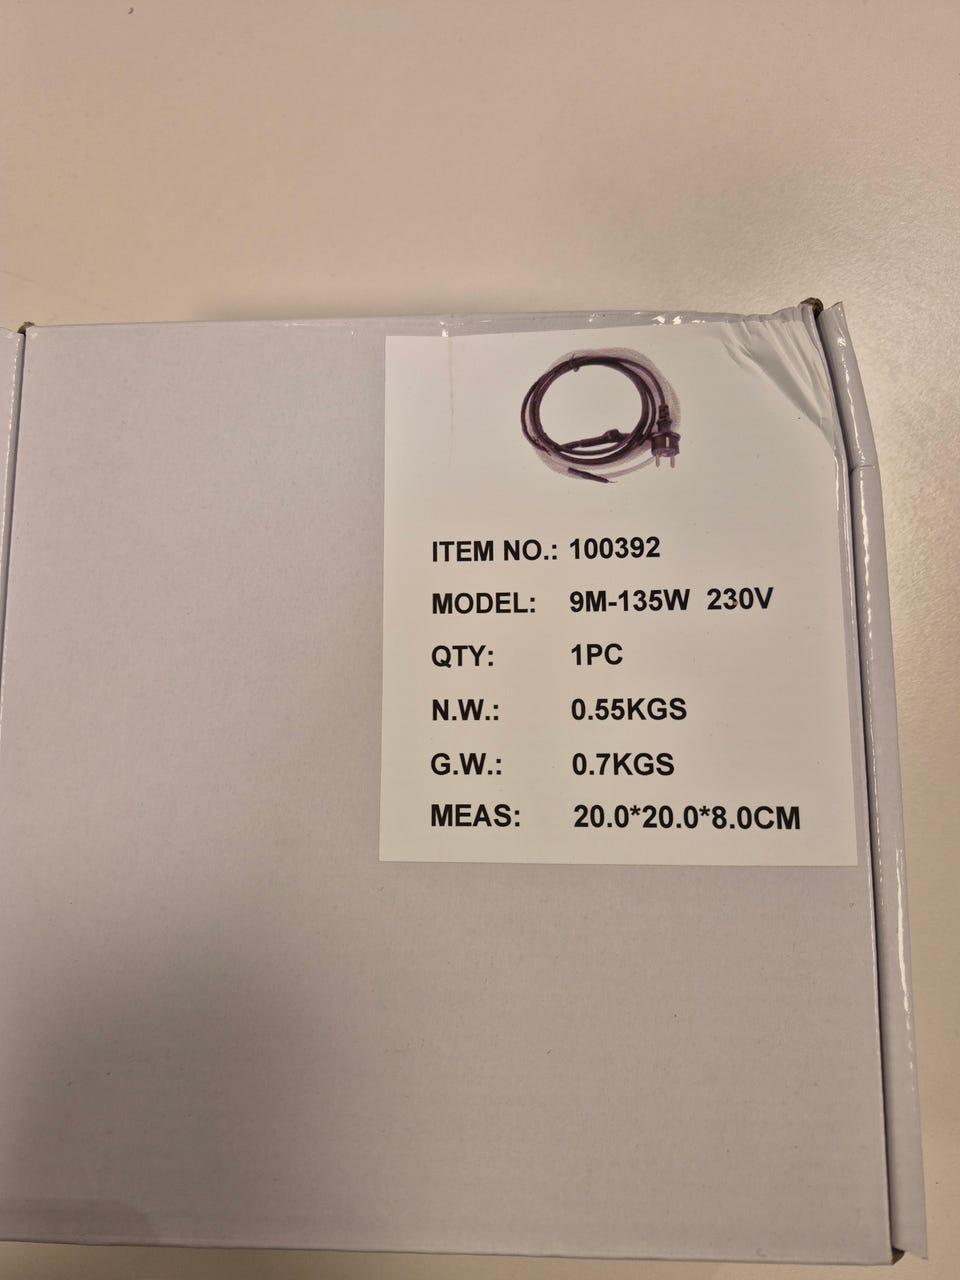 ITEM NO.: 100392
MODEL: 9M-135W 230V
QTY: 1PC
N.W.: 0.55KGS
G.W.: 0.7KGS
MEAS: 20.0*20.0*8.0CM